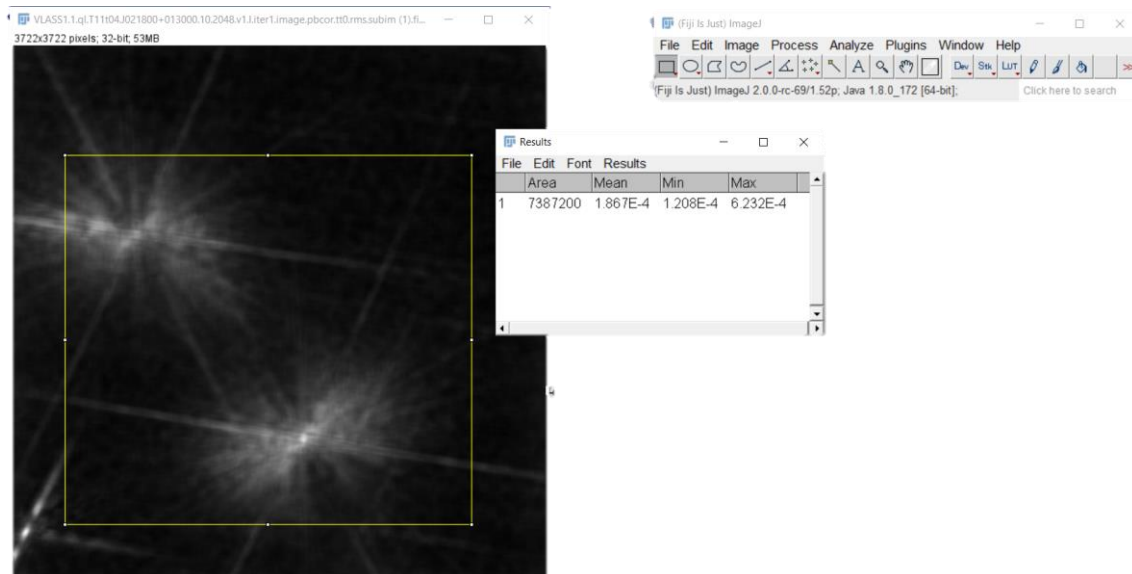 VLASS1.1.ql.T11t04.J021800+013000.10.2048.v1.I.iter1.image.pbcor.tt0.rms.subim (1).fi...
3722x3722 pixels; 32-bit; 53MB
(Fiji Is Just) ImageJ
File Edit Image Process Analyze Plugins Window Help
A Dev Stk LUT
(Fiji Is Just) ImageJ 2.0.0-rc-69/1.52p; Java 1.8.0_172 [64-bit];
Click here to search
Results
File Edit Font Results
Area Mean Min Max
1 7387200 1.867E-4 1.208E-4 6.232E-4